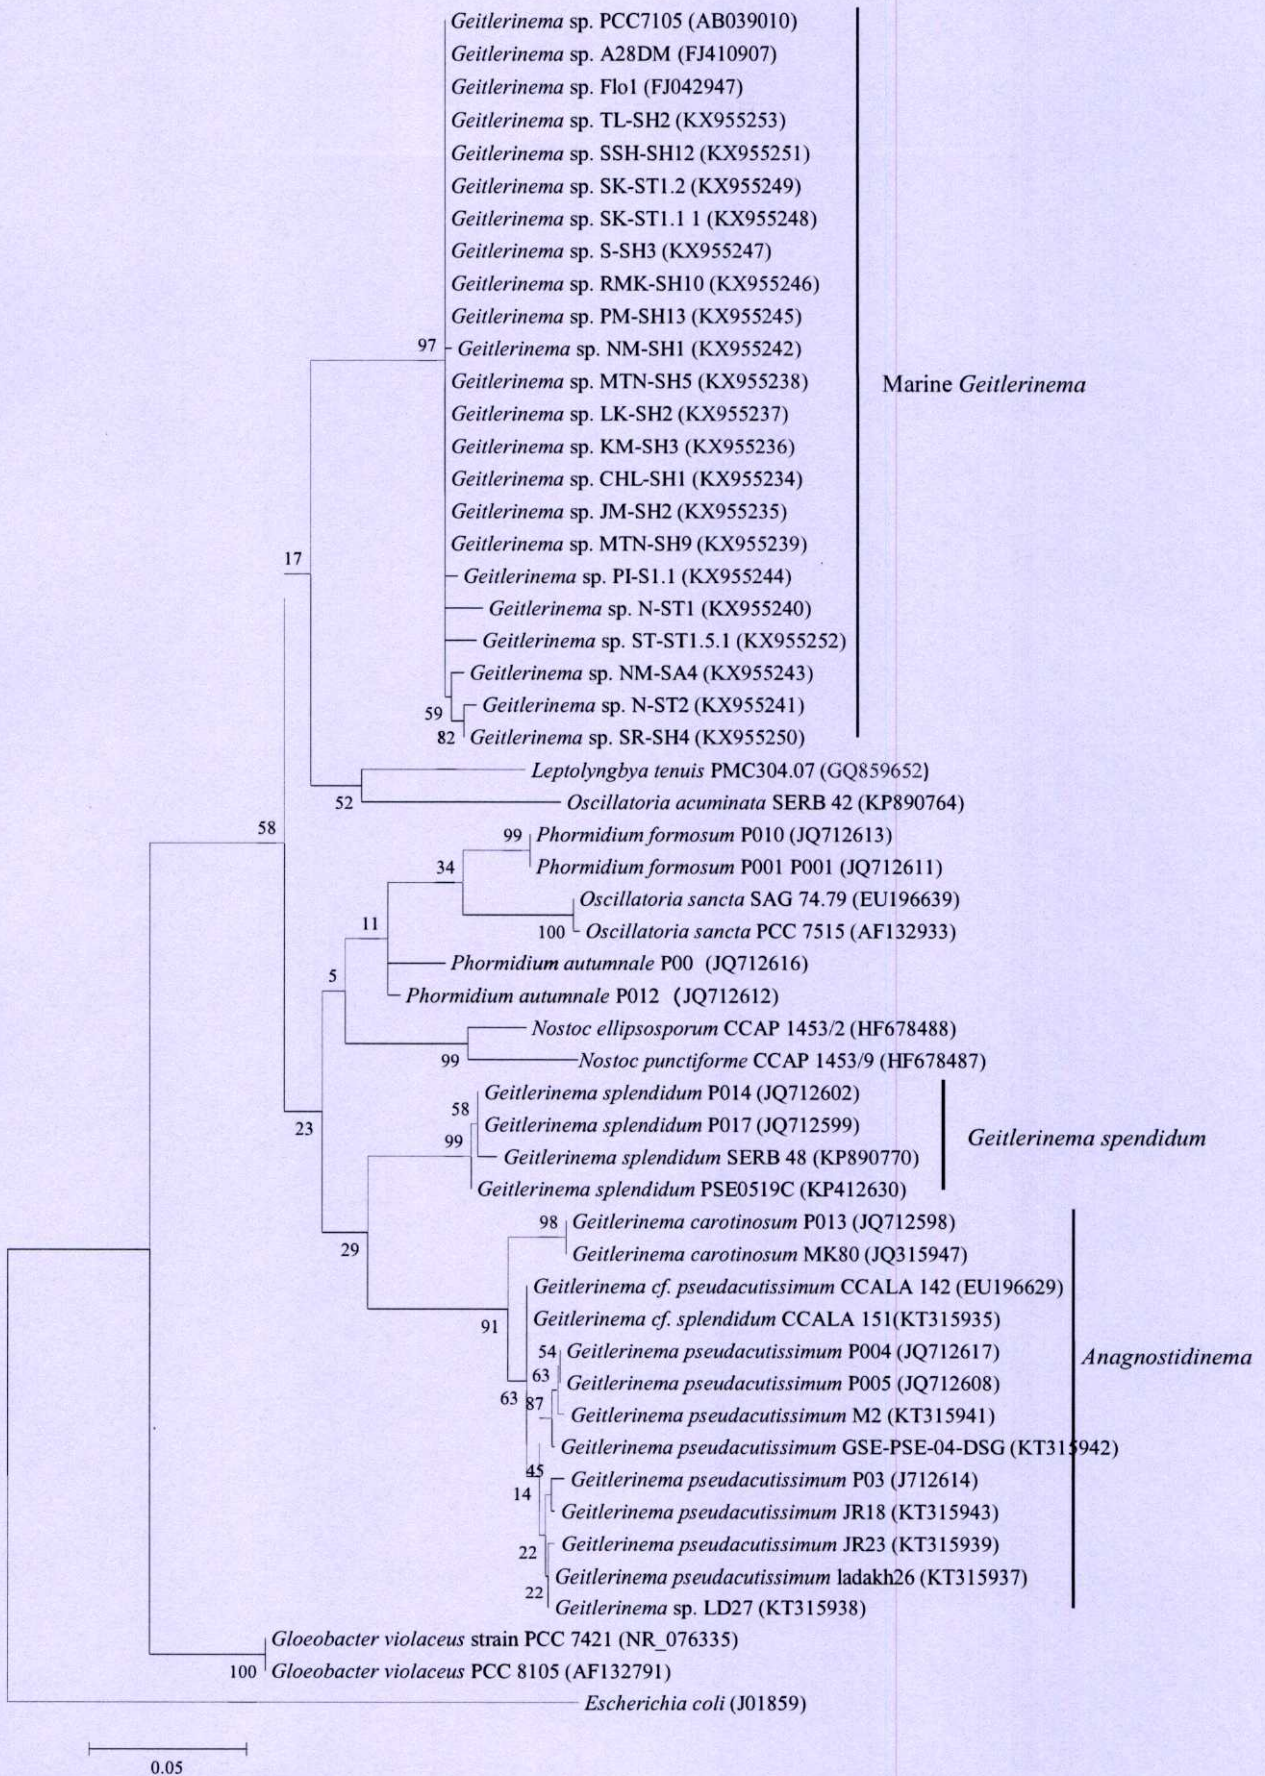 Geitlerinema sp. PCC7105 (AB039010)
Geitlerinema sp. A28DM (FJ410907)
Geitlerinema sp. Flo1 (FJ042947)
Geitlerinema sp. TL-SH2 (KX955253)
Geitlerinema sp. SSH-SH12 (KX955251)
Geitlerinema sp. SK-ST1.2 (KX955249)
Geitlerinema sp. SK-ST1.1 1 (KX955248)
Geitlerinema sp. S-SH3 (KX955247)
Geitlerinema sp. RMK-SH10 (KX955246)
Geitlerinema sp. PM-SH13 (KX955245)
97
Geitlerinema sp. NM-SH1 (KX955242)
Geitlerinema sp. MTN-SH5 (KX955238)
Marine Geitlerinema
Geitlerinema sp. LK-SH2 (KX955237)
Geitlerinema sp. KM-SH3 (KX955236)
Geitlerinema sp. CHL-SH1 (KX955234)
Geitlerinema sp. JM-SH2 (KX955235)
Geitlerinema sp. MTN-SH9 (KX955239)
17
Geitlerinema sp. PI-S1.1 (KX955244)
Geitlerinema sp. N-ST1 (KX955240)
Geitlerinema sp. ST-ST1.5.1 (KX955252)
Geitlerinema sp. NM-SA4 (KX955243)
Geitlerinema sp. N-ST2 (KX955241)
59
82
Geitlerinema sp. SR-SH4 (KX955250)
Leptolyngbya tenuis PMC304.07 (GQ859652)
52
Oscillatoria acuminata SERB 42 (KP890764)
58
99
Phormidium formosum P010 (JQ712613)
34
Phormidium formosum P001 P001 (JQ712611)
Oscillatoria sancta SAG 74.79 (EU196639)
11
100
Oscillatoria sancta PCC 7515 (AF132933)
Phormidium autumnale P00 (JQ712616)
5
Phormidium autumnale P012 (JQ712612)
Nostoc ellipsosporum CCAP 1453/2 (HF678488)
99
Nostoc punctiforme CCAP 1453/9 (HF678487)
Geitlerinema splendidum P014 (JQ712602)
58
23
Geitlerinema splendidum P017 (JQ712599)
99
Geitlerinema spendidum
Geitlerinema splendidum SERB 48 (KP890770)
Geitlerinema splendidum PSE0519C (KP412630)
98
Geitlerinema carotinosum P013 (JQ712598)
29
Geitlerinema carotinosum MK80 (JQ315947)
Geitlerinema cf. pseudacutissimum CCALA 142 (EU196629)
91
Geitlerinema cf. splendidum CCALA 151(KT315935)
54
Geitlerinema pseudacutissimum P004 (JQ712617)
Anagnostidinema
63
Geitlerinema pseudacutissimum P005 (JQ712608)
63
87
Geitlerinema pseudacutissimum M2 (KT315941)
Geitlerinema pseudacutissimum GSE-PSE-04-DSG (KT315942)
45
Geitlerinema pseudacutissimum P03 (J712614)
14
Geitlerinema pseudacutissimum JR18 (KT315943)
Geitlerinema pseudacutissimum JR23 (KT315939)
22
Geitlerinema pseudacutissimum ladakh26 (KT315937)
22
Geitlerinema sp. LD27 (KT315938)
Gloeobacter violaceus strain PCC 7421 (NR_076335)
100
Gloeobacter violaceus PCC 8105 (AF132791)
Escherichia coli (J01859)
0.05